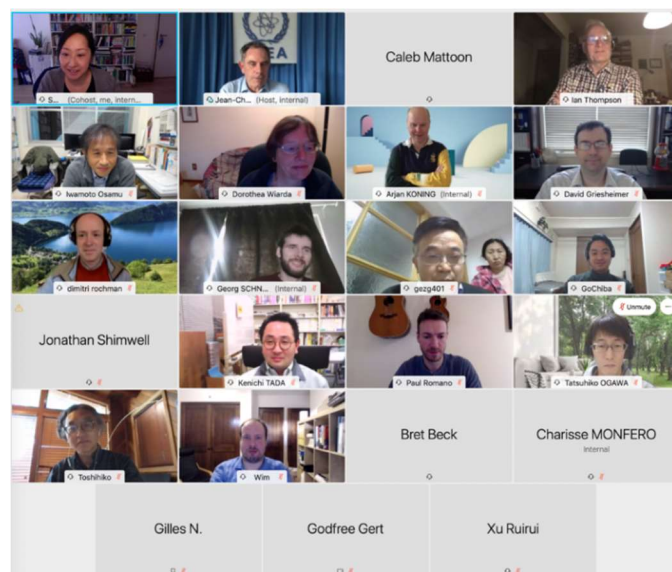 EA
Caleb Mattoon
S... (Cohost, me, intern...
Jean-Ch... (Host, internal)
Ian Thompson
Iwamoto Osamu
Dorothea Wiarda
Arjan KONING (Internal)
David Griesheimer
dimitri rochman
Georg SCHN... (Internal)
gezg401
GoChiba
Unmute
Jonathan Shimwell
Kenichi TADA
Paul Romano
Tatsuhiko OGAWA
Toshihiko
Wim
Bret Beck
Charisse MONFERO
Internal
Gilles N.
Godfree Gert
Xu Ruirui